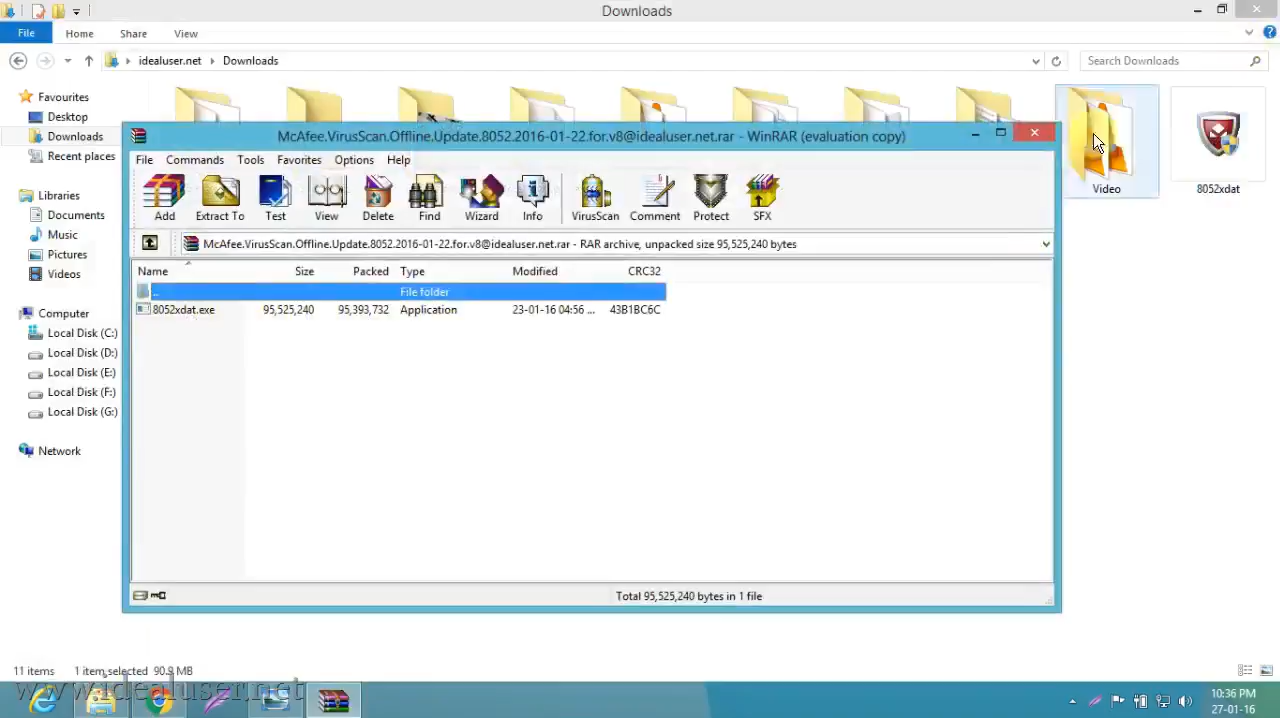 Downloads
File Home Share View
idealuser.net Downloads
Search Downloads
Favourites
Desktop
Downloads
Recent places
Libraries
Documents
Music
Pictures
Videos
Computer
Local Disk (C:)
Local Disk (D:)
Local Disk (E:)
Local Disk (F:)
Local Disk (G:)
Network
Video
8052xdat
McAfee.VirusScan.Offline.Update.8052.2016-01-22.for.v8@idealuser.net.rar - WinRAR (evaluation copy)
File Commands Tools Favorites Options Help
Add Extract To Test View Delete Find Wizard Info VirusScan Comment Protect SFX
McAfee.VirusScan.Offline.Update.8052.2016-01-22.for.v8@idealuser.net.rar - RAR archive, unpacked size 95,525,240 bytes
Name Size Packed Type Modified CRC32
.. File folder
8052xdat.exe 95,525,240 95,393,732 Application 23-01-16 04:56 ... 43B1BC6C
Total 95,525,240 bytes in 1 file
11 items 1 item selected 90.9 MB
www.idealuser.net
10:36 PM
27-01-16